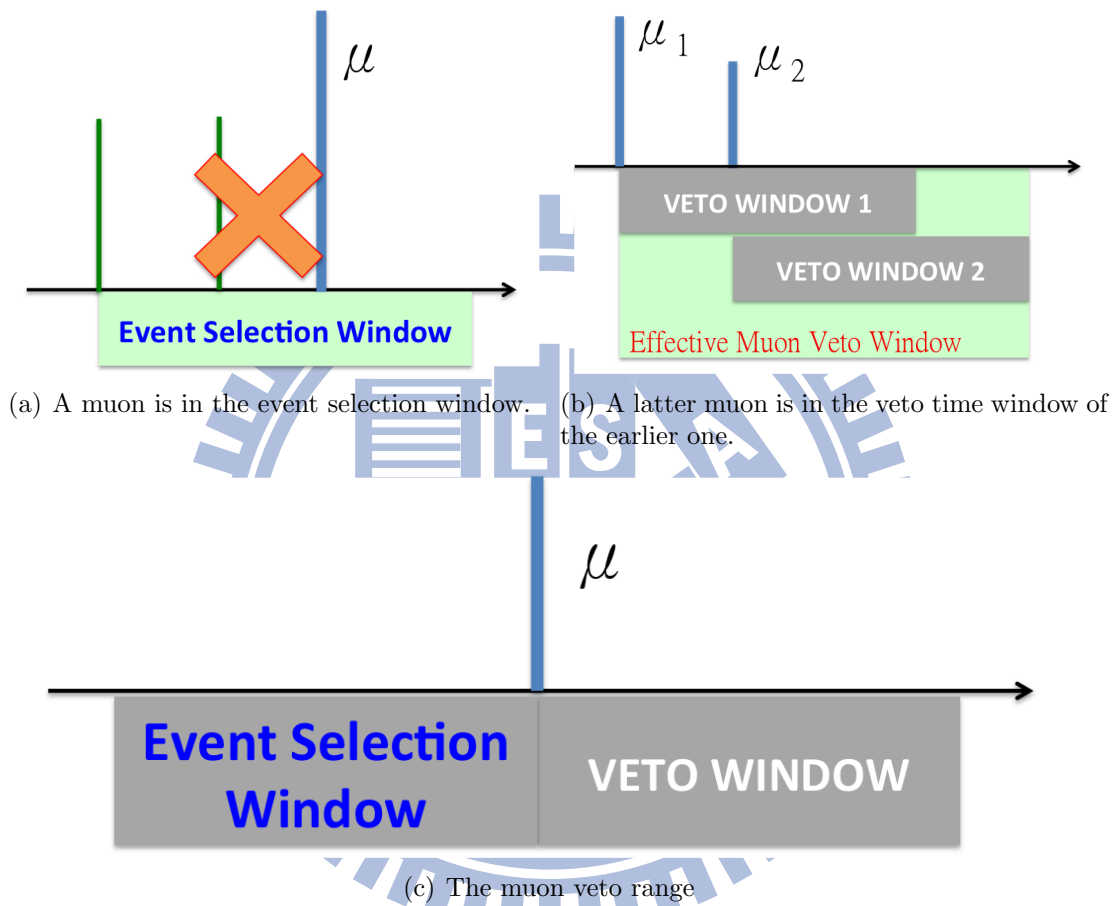 μ
μ 1
μ 2
VETO WINDOW 1
VETO WINDOW 2
Event Selection Window
Effective Muon Veto Window
(a) A muon is in the event selection window.
(b) A latter muon is in the veto time window of
the earlier one.
ESA
μ
Event Selection
Window
VETO WINDOW
(c) The muon veto range